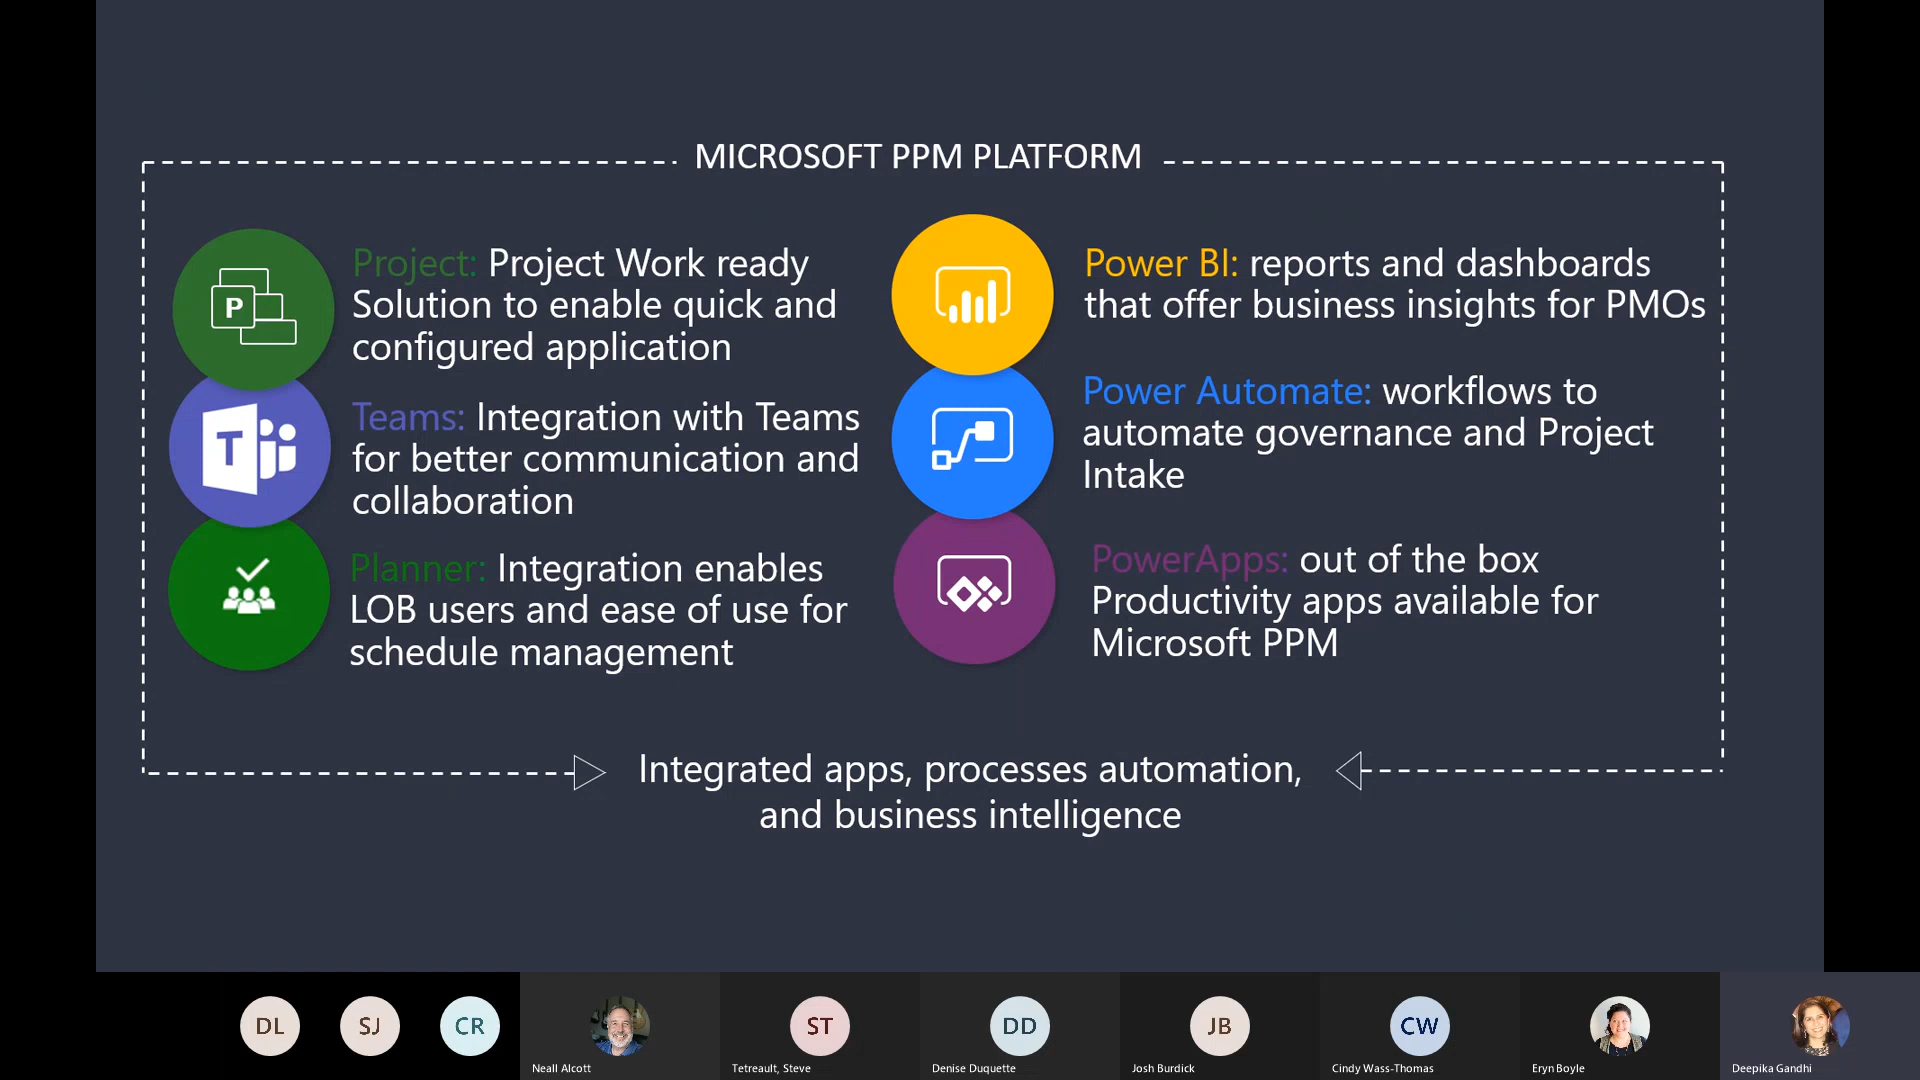 MICROSOFT PPM PLATFORM
Project: Project Work ready
Solution to enable quick and
configured application
Teams: Integration with Teams
for better communication and
collaboration
Planner: Integration enables
LOB users and ease of use for
schedule management
Power BI: reports and dashboards
that offer business insights for PMOs
Power Automate: workflows to
automate governance and Project
Intake
PowerApps: out of the box
Productivity apps available for
Microsoft PPM
P
T
Integrated apps, processes automation,
and business intelligence
DL
SJ
CR
Neall Alcott
ST
Tetreault, Steve
DD
Denise Duquette
JB
Josh Burdick
CW
Cindy Wass-Thomas
Eryn Boyle
Deepika Gandhi